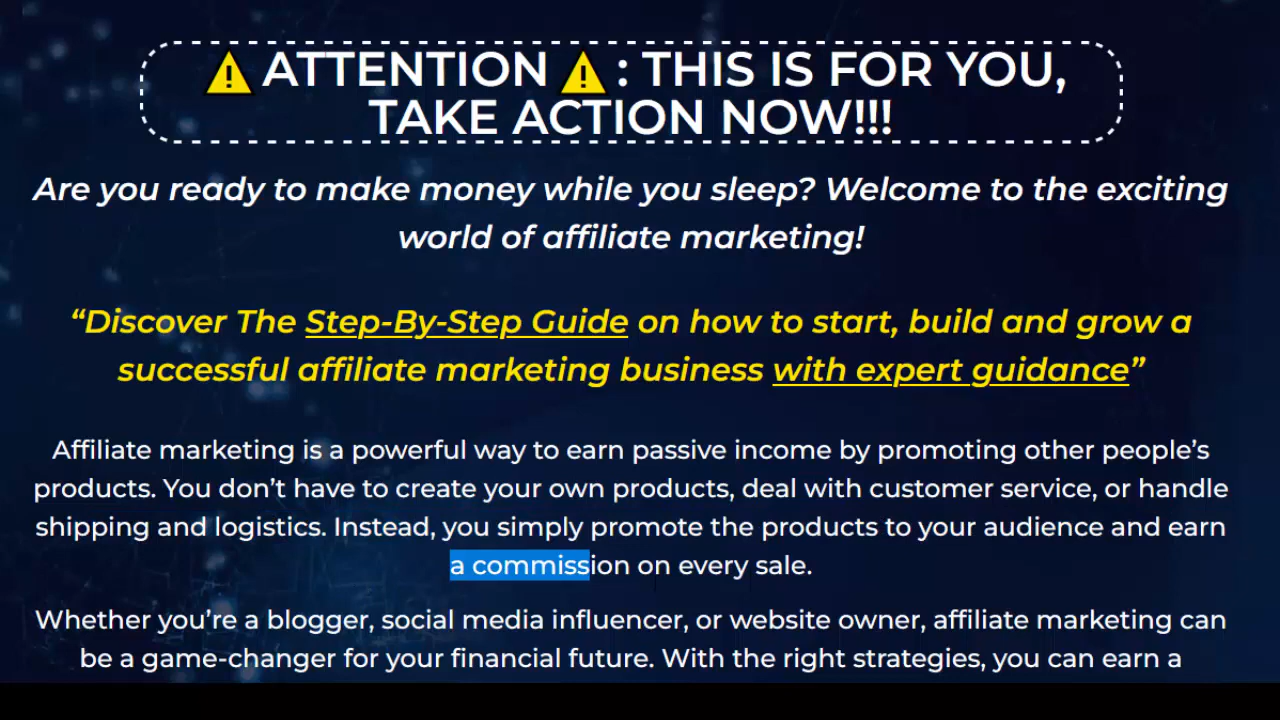 ⚠️ATTENTION⚠️: THIS IS FOR YOU,
TAKE ACTION NOW!!!
Are you ready to make money while you sleep? Welcome to the exciting
world of affiliate marketing!
“Discover The Step-By-Step Guide on how to start, build and grow a
successful affiliate marketing business with expert guidance”
Affiliate marketing is a powerful way to earn passive income by promoting other people’s
products. You don’t have to create your own products, deal with customer service, or handle
shipping and logistics. Instead, you simply promote the products to your audience and earn
a commission on every sale.
Whether you’re a blogger, social media influencer, or website owner, affiliate marketing can
be a game-changer for your financial future. With the right strategies, you can earn a